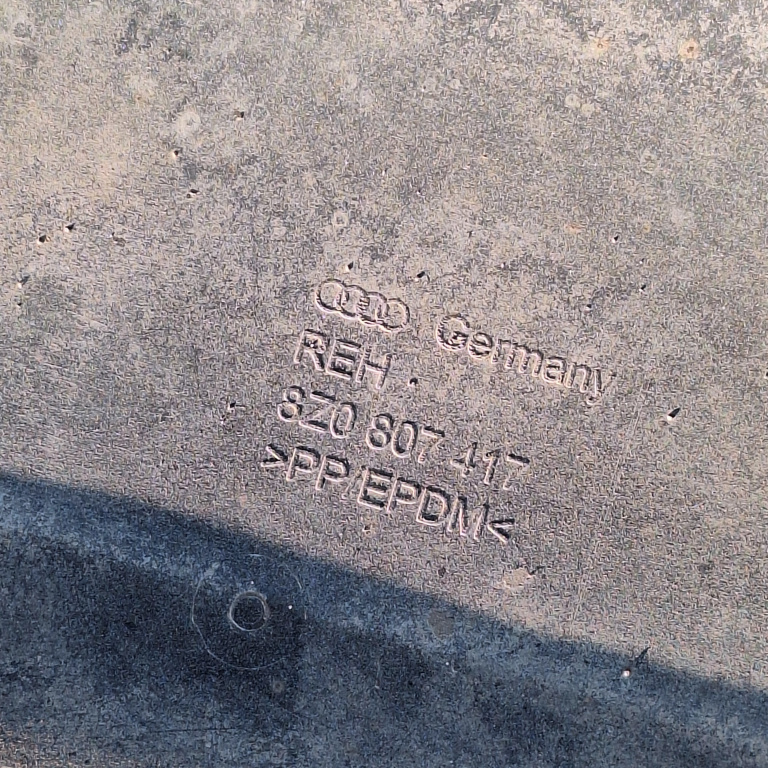 Germany
REH
8Z0 807 417
>PP/EPDM<